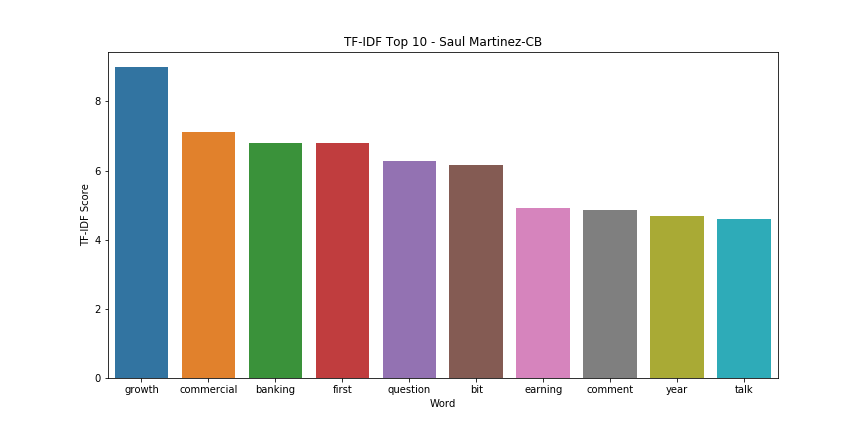 TF-IDF Top 10 - Saul Martinez-CB
TF-IDF Score
8
6
4
2
0
growth commercial banking first question bit earning comment year talk
Word